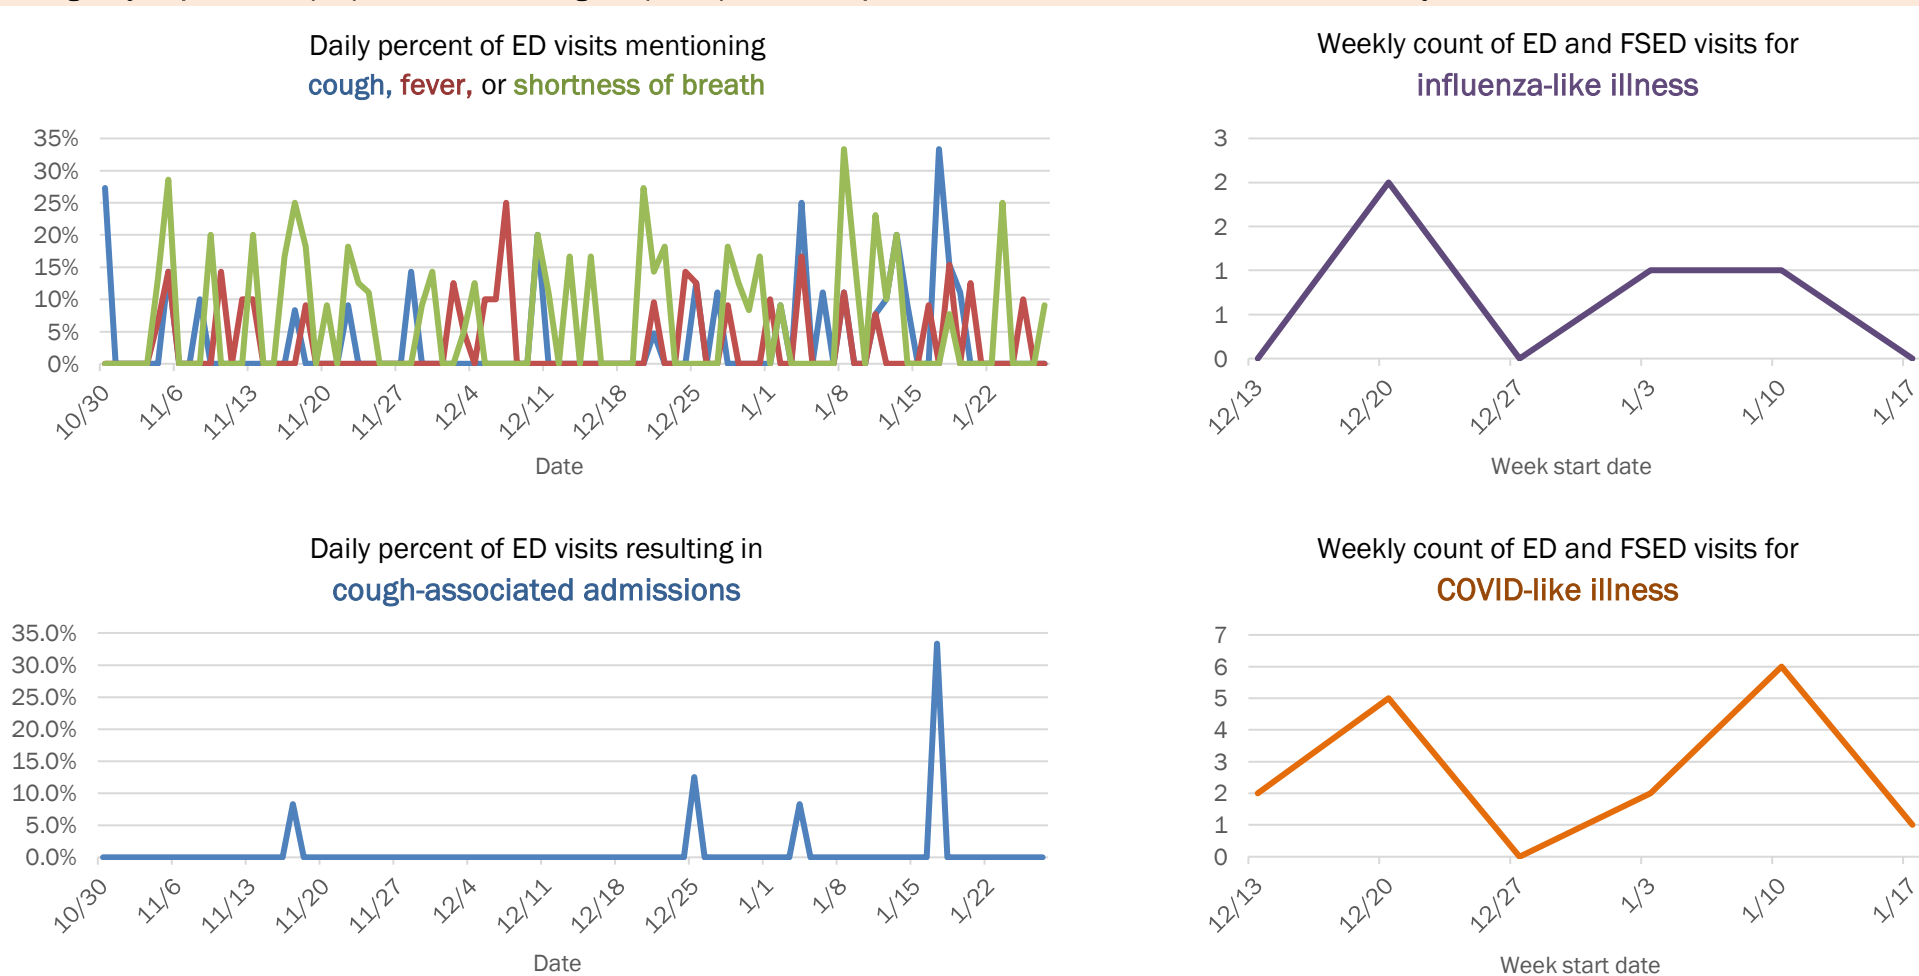 Daily percent of ED visits mentioning
cough, fever, or shortness of breath
35%
30%
25%
20%
15%
10%
5%
0%
10/30 11/6 11/13 11/20 11/27 12/4 12/11 12/18 12/25 1/1 1/8 1/15 1/22
Date
Weekly count of ED and FSED visits for
influenza-like illness
3
2
2
1
1
0
12/13 12/20 12/27 1/3 1/10 1/17
Week start date
Daily percent of ED visits resulting in
cough-associated admissions
35.0%
30.0%
25.0%
20.0%
15.0%
10.0%
5.0%
0.0%
10/30 11/6 11/13 11/20 11/27 12/4 12/11 12/18 12/25 1/1 1/8 1/15 1/22
Date
Weekly count of ED and FSED visits for
COVID-like illness
7
6
5
4
3
2
1
0
12/13 12/20 12/27 1/3 1/10 1/17
Week start date